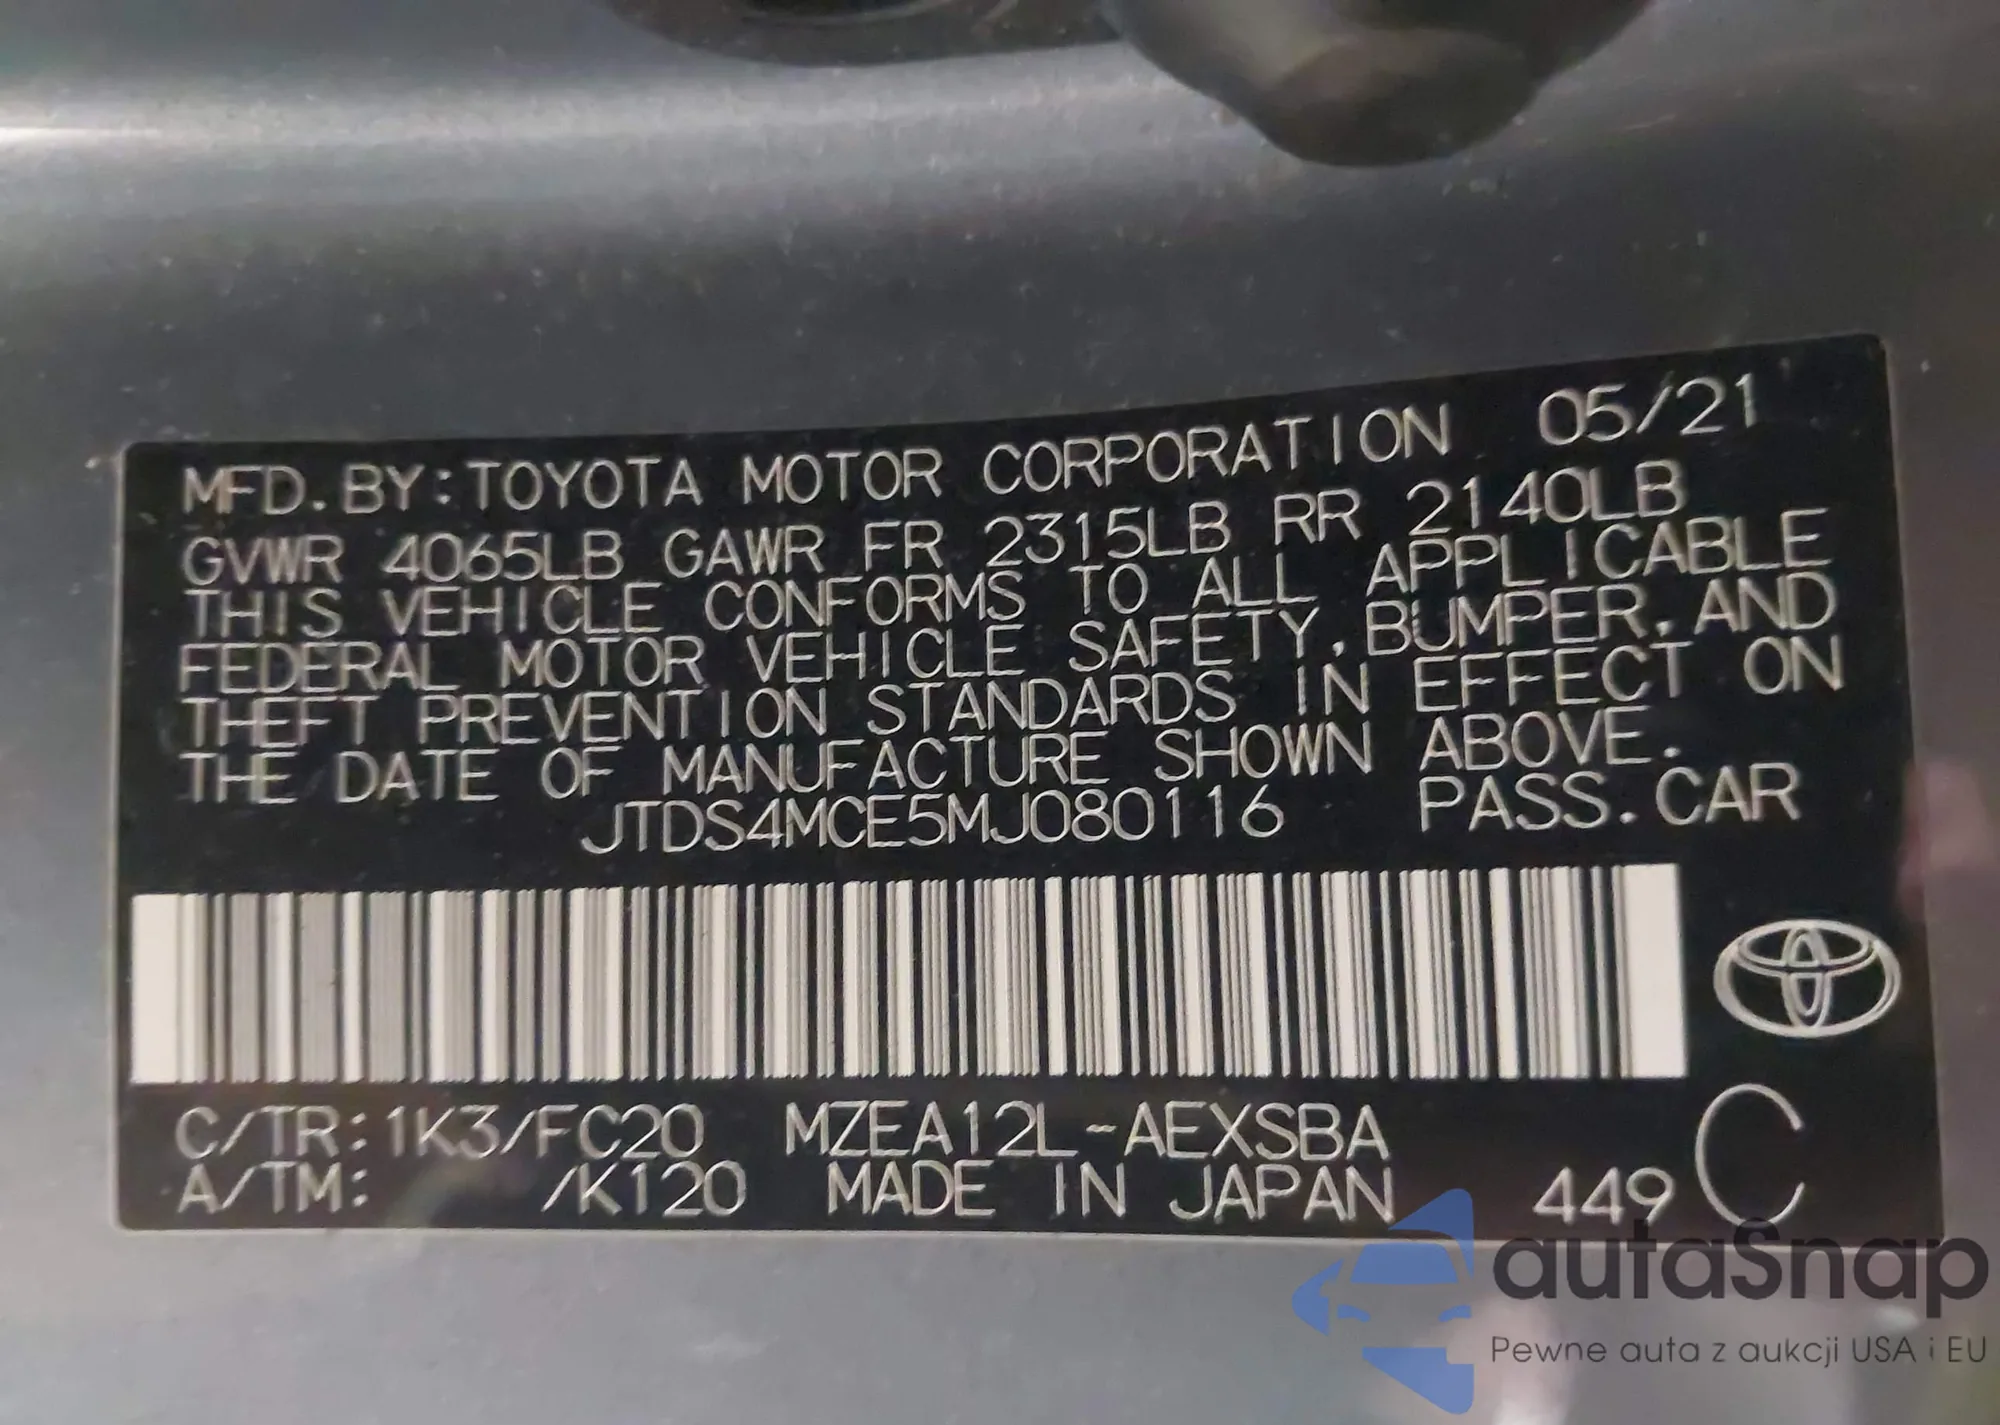 MFD.BY:TOYOTA MOTOR CORPORATION 05/21
GVWR 4065LB GAWR FR 2315LB RR 2140LB
THIS VEHICLE CONFORMS TO ALL APPLICABLE
FEDERAL MOTOR VEHICLE SAFETY,BUMPER,AND
THEFT PREVENTION STANDARDS IN EFFECT ON
THE DATE OF MANUFACTURE SHOWN ABOVE.
JTDS4MCE5MJ080116 PASS.CAR
C/TR:1K3/FC20 MZEA12L-AEXSBA
A/TM: /K120 MADE IN JAPAN 449 C
autaSnap
Pewne auta z aukcji USA i EU